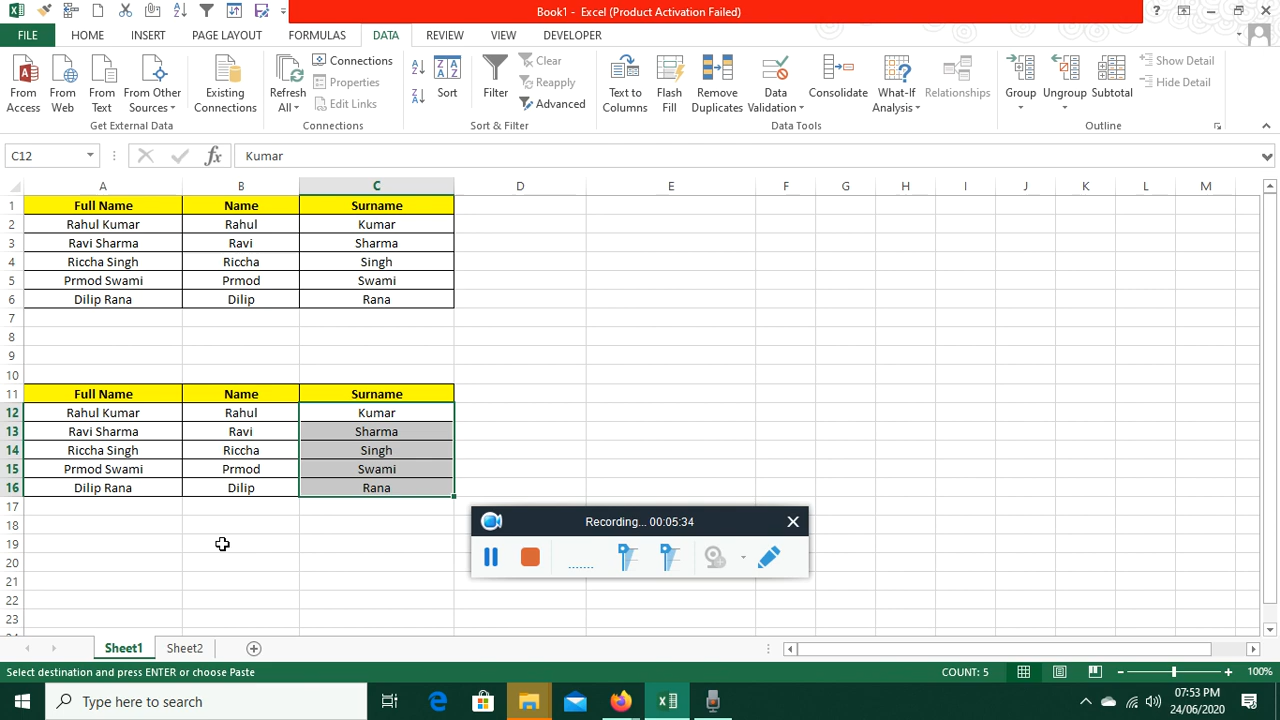 Book1 - Excel (Product Activation Failed)
FILE HOME INSERT PAGE LAYOUT FORMULAS DATA REVIEW VIEW DEVELOPER
From Access
From Web
From Text
From Other Sources
Get External Data
Existing Connections
Refresh All
Connections
Properties
Edit Links
Connections
Sort
Filter
Clear
Reapply
Advanced
Sort & Filter
Text to Columns
Flash Fill
Remove Duplicates
Data Validation
Consolidate
What-If Analysis
Relationships
Data Tools
Group
Ungroup
Subtotal
Show Detail
Hide Detail
Outline
C12 fx Kumar
A B C D E F G H I J K L M
1 Full Name Name Surname
2 Rahul Kumar Rahul Kumar
3 Ravi Sharma Ravi Sharma
4 Riccha Singh Riccha Singh
5 Prmod Swami Prmod Swami
6 Dilip Rana Dilip Rana
7
8
9
10
11 Full Name Name Surname
12 Rahul Kumar Rahul Kumar
13 Ravi Sharma Ravi Sharma
14 Riccha Singh Riccha Singh
15 Prmod Swami Prmod Swami
16 Dilip Rana Dilip Rana
17
18
19
20
21
22
23
Recording... 00:05:34
Sheet1 Sheet2
Select destination and press ENTER or choose Paste COUNT: 5 100%
Type here to search
07:53 PM
24/06/2020